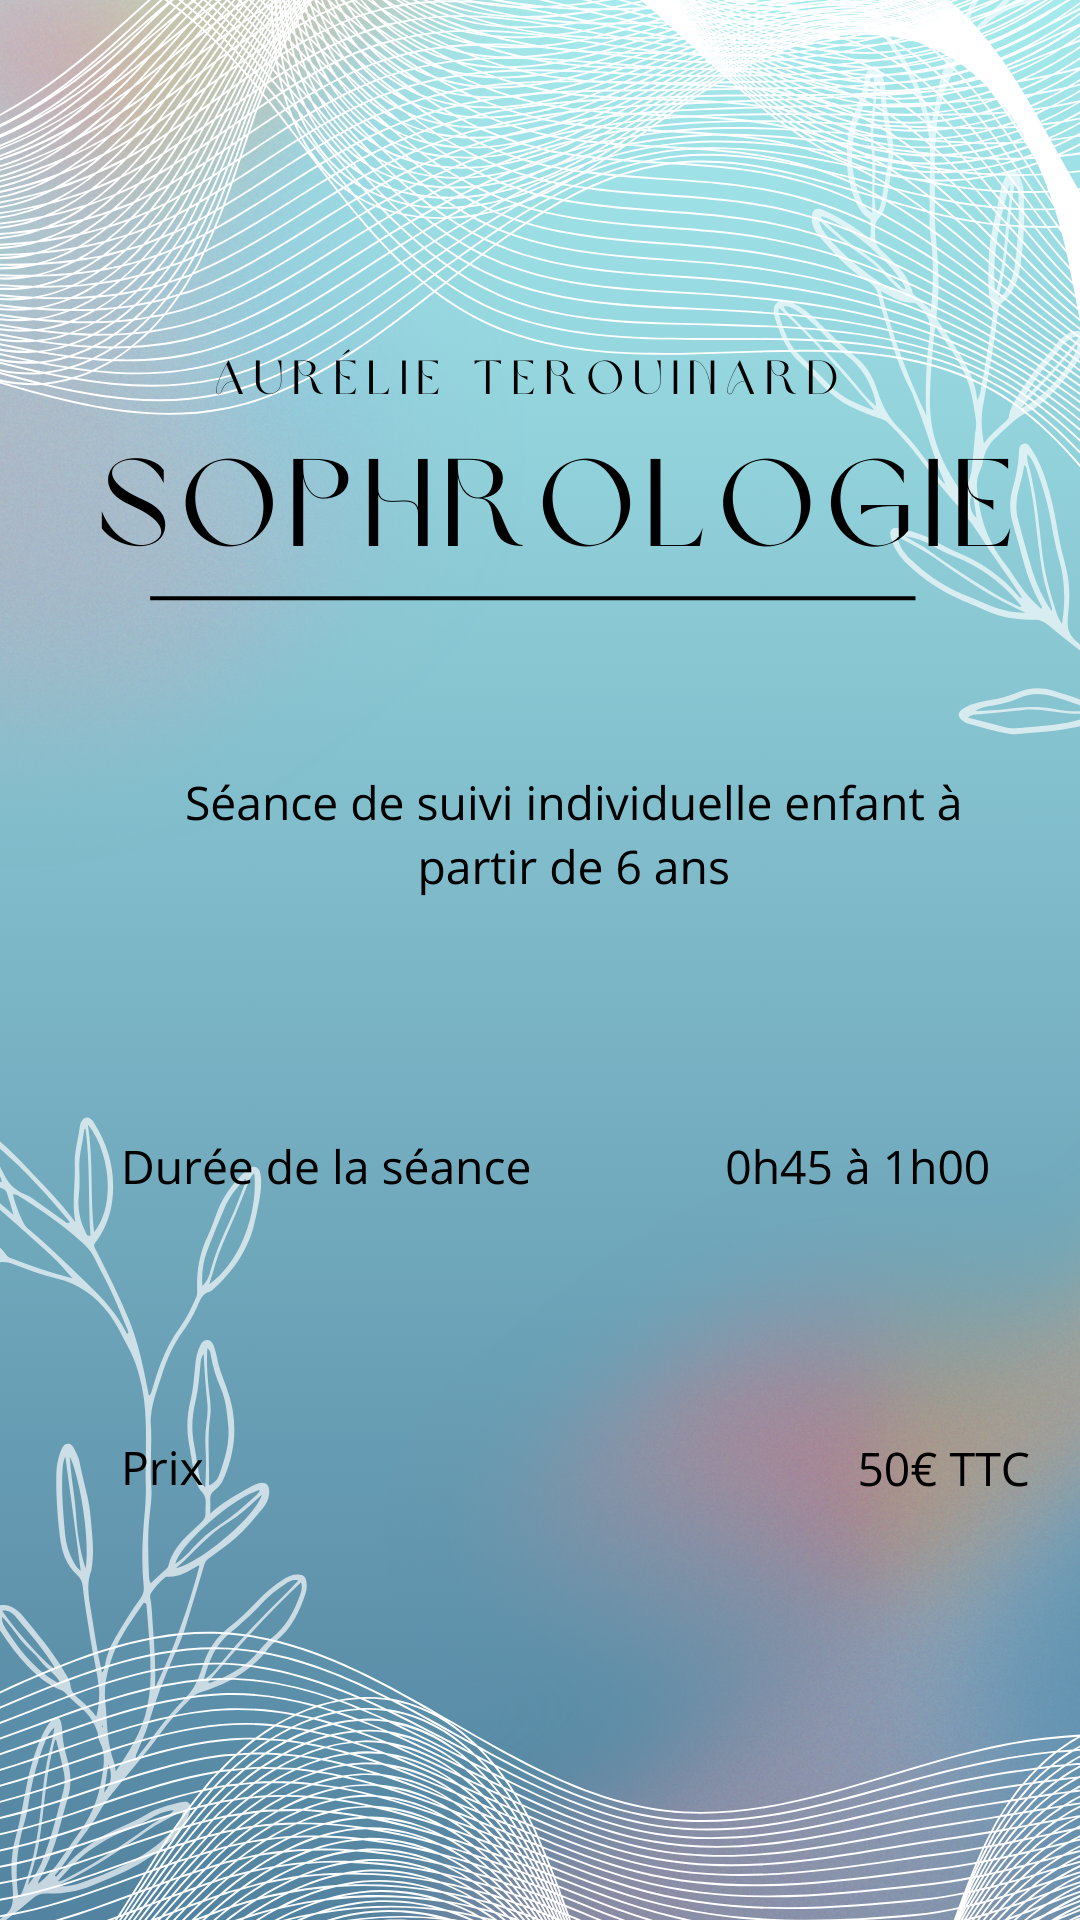 AURÉLIE TEROUINARD
SOPHROLOGIE
Séance de suivi individuelle enfant à
partir de 6 ans
Durée de la séance 0h45 à 1h00
Prix 50€ TTC